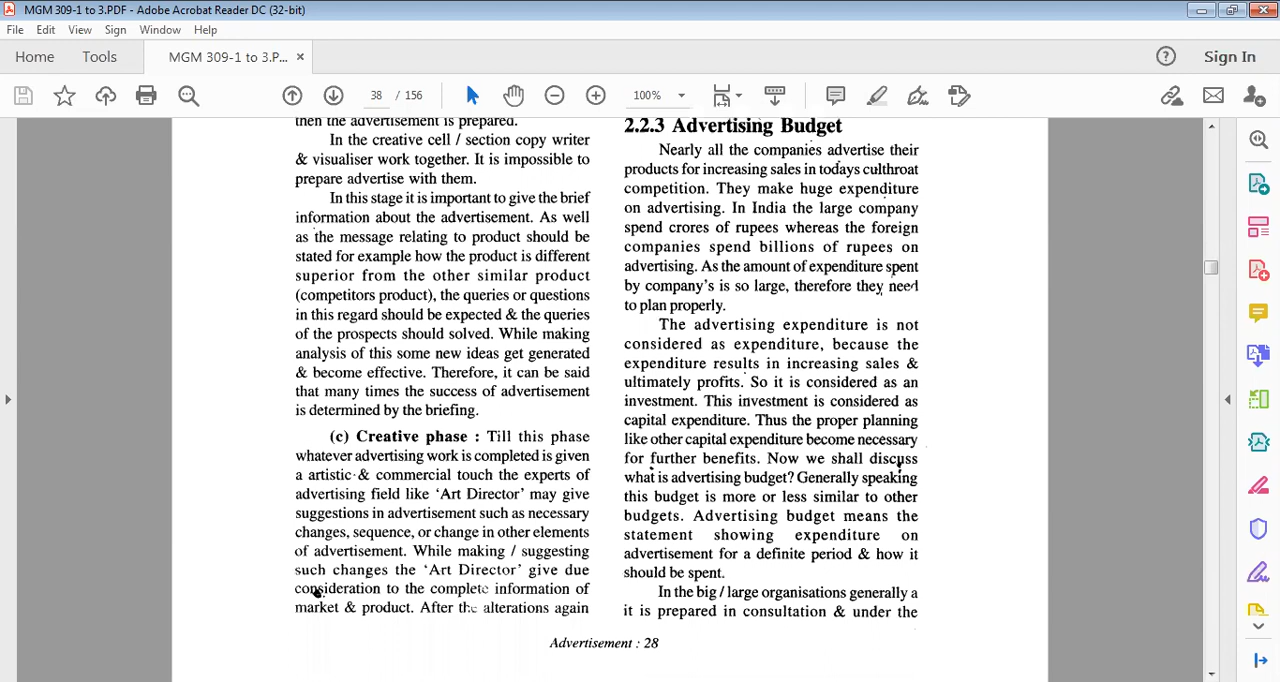 MGM 309-1 to 3.PDF - Adobe Acrobat Reader DC (32-bit)
File Edit View Sign Window Help
Home Tools MGM 309-1 to 3.P... × Sign In
38 / 156 100%
then the advertisement is prepared.
In the creative cell / section copy writer
& visualiser work together. It is impossible to
prepare advertise with them.
In this stage it is important to give the brief
information about the advertisement. As well
as the message relating to product should be
stated for example how the product is different
superior from the other similar product
(competitors product), the queries or questions
in this regard should be expected & the queries
of the prospects should solved. While making
analysis of this some new ideas get generated
& become effective. Therefore, it can be said
that many times the success of advertisement
is determined by the briefing.
(c) Creative phase : Till this phase
whatever advertising work is completed is given
a artistic & commercial touch the experts of
advertising field like 'Art Director' may give
suggestions in advertisement such as necessary
changes, sequence, or change in other elements
of advertisement. While making / suggesting
such changes the 'Art Director' give due
consideration to the complete information of
market & product. After the alterations again
2.2.3 Advertising Budget
Nearly all the companies advertise their
products for increasing sales in todays culthroat
competition. They make huge expenditure
on advertising. In India the large company
spend crores of rupees whereas the foreign
companies spend billions of rupees on
advertising. As the amount of expenditure spent
by company's is so large, therefore they need
to plan properly.
The advertising expenditure is not
considered as expenditure, because the
expenditure results in increasing sales &
ultimately profits. So it is considered as an
investment. This investment is considered as
capital expenditure. Thus the proper planning
like other capital expenditure become necessary
for further benefits. Now we shall discuss
what is advertising budget? Generally speaking
this budget is more or less similar to other
budgets. Advertising budget means the
statement showing expenditure on
advertisement for a definite period & how it
should be spent.
In the big / large organisations generally a
it is prepared in consultation & under the
Advertisement : 28